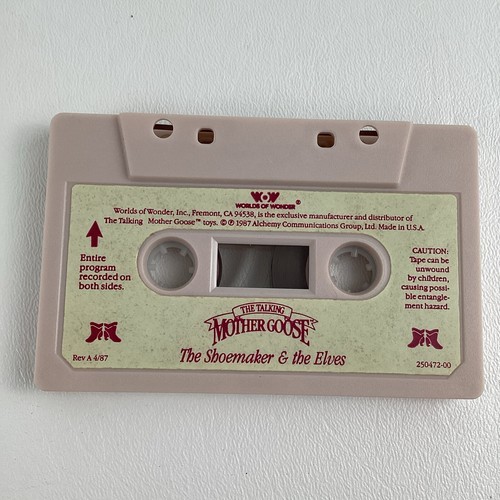 WOW®
WORLDS OF WONDER
Worlds of Wonder, Inc., Fremont, CA 94538, is the exclusive manufacturer and distributor of
The Talking Mother Goose™ toys. © ℗ 1987 Alchemy Communications Group, Ltd. Made in U.S.A.
Entire
program
recorded on
both sides.
CAUTION:
Tape can be
unwound
by children,
causing possi-
ble entangle-
ment hazard.
THE TALKING
MOTHER GOOSE
The Shoemaker & the Elves
Rev A 4/87
250472-00